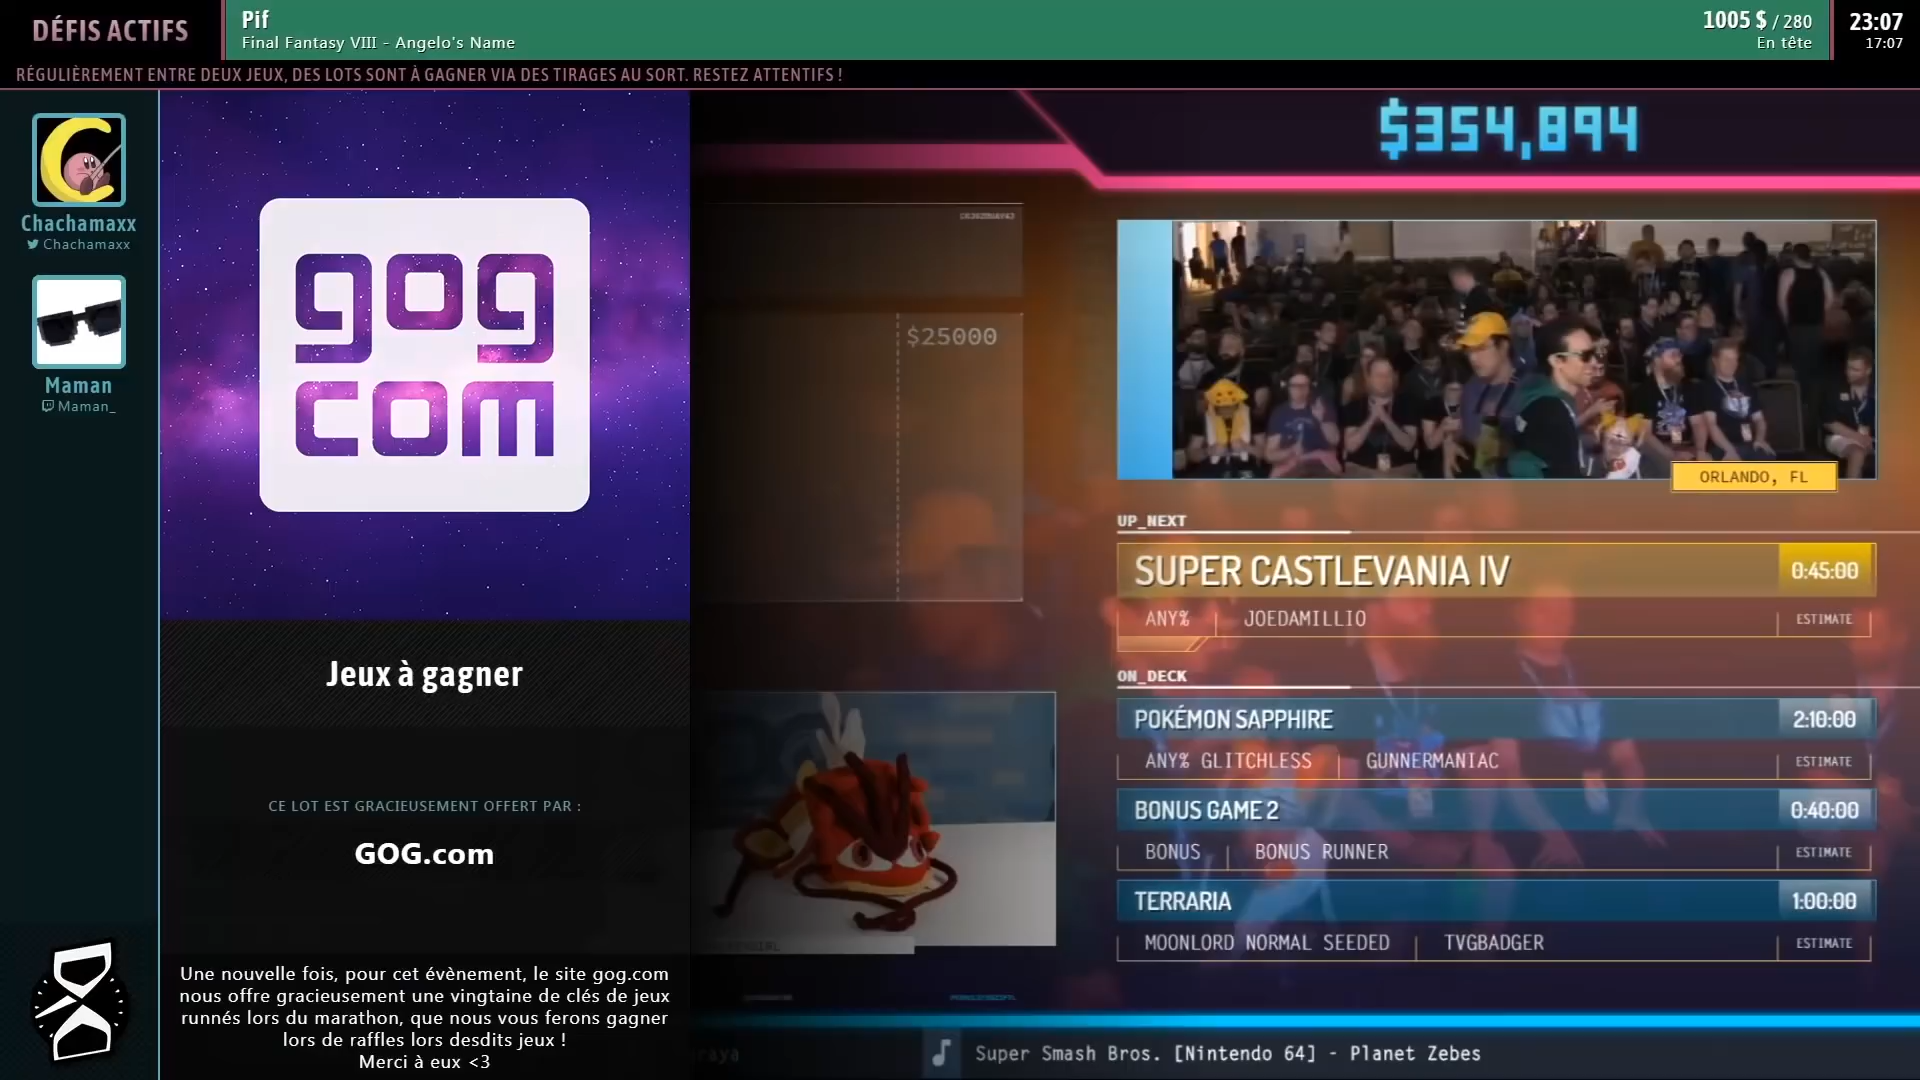 DÉFIS ACTIFS
Pif
Final Fantasy VIII - Angelo's Name
1005 $ / 280
En tête
23:07
17:07
RÉGULIÈREMENT ENTRE DEUX JEUX, DES LOTS SONT À GAGNER VIA DES TIRAGES AU SORT. RESTEZ ATTENTIFS !
Chachamaxx
Chachamaxx
Maman
Maman_
gog
com
Jeux à gagner
CE LOT EST GRACIEUSEMENT OFFERT PAR :
GOG.com
Une nouvelle fois, pour cet évènement, le site gog.com
nous offre gracieusement une vingtaine de clés de jeux
runnés lors du marathon, que nous vous ferons gagner
lors de raffles lors desdits jeux !
Merci à eux <3
$25000
$354,894
ORLANDO, FL
UP_NEXT
SUPER CASTLEVANIA IV 0:45:00
ANY% JOEDAMILLIO ESTIMATE
ON_DECK
POKÉMON SAPPHIRE 2:10:00
ANY% GLITCHLESS GUNNERMANIAC ESTIMATE
BONUS GAME 2 0:40:00
BONUS BONUS RUNNER ESTIMATE
TERRARIA 1:00:00
MOONLORD NORMAL SEEDED TVGBADGER ESTIMATE
Super Smash Bros. [Nintendo 64] - Planet Zebes